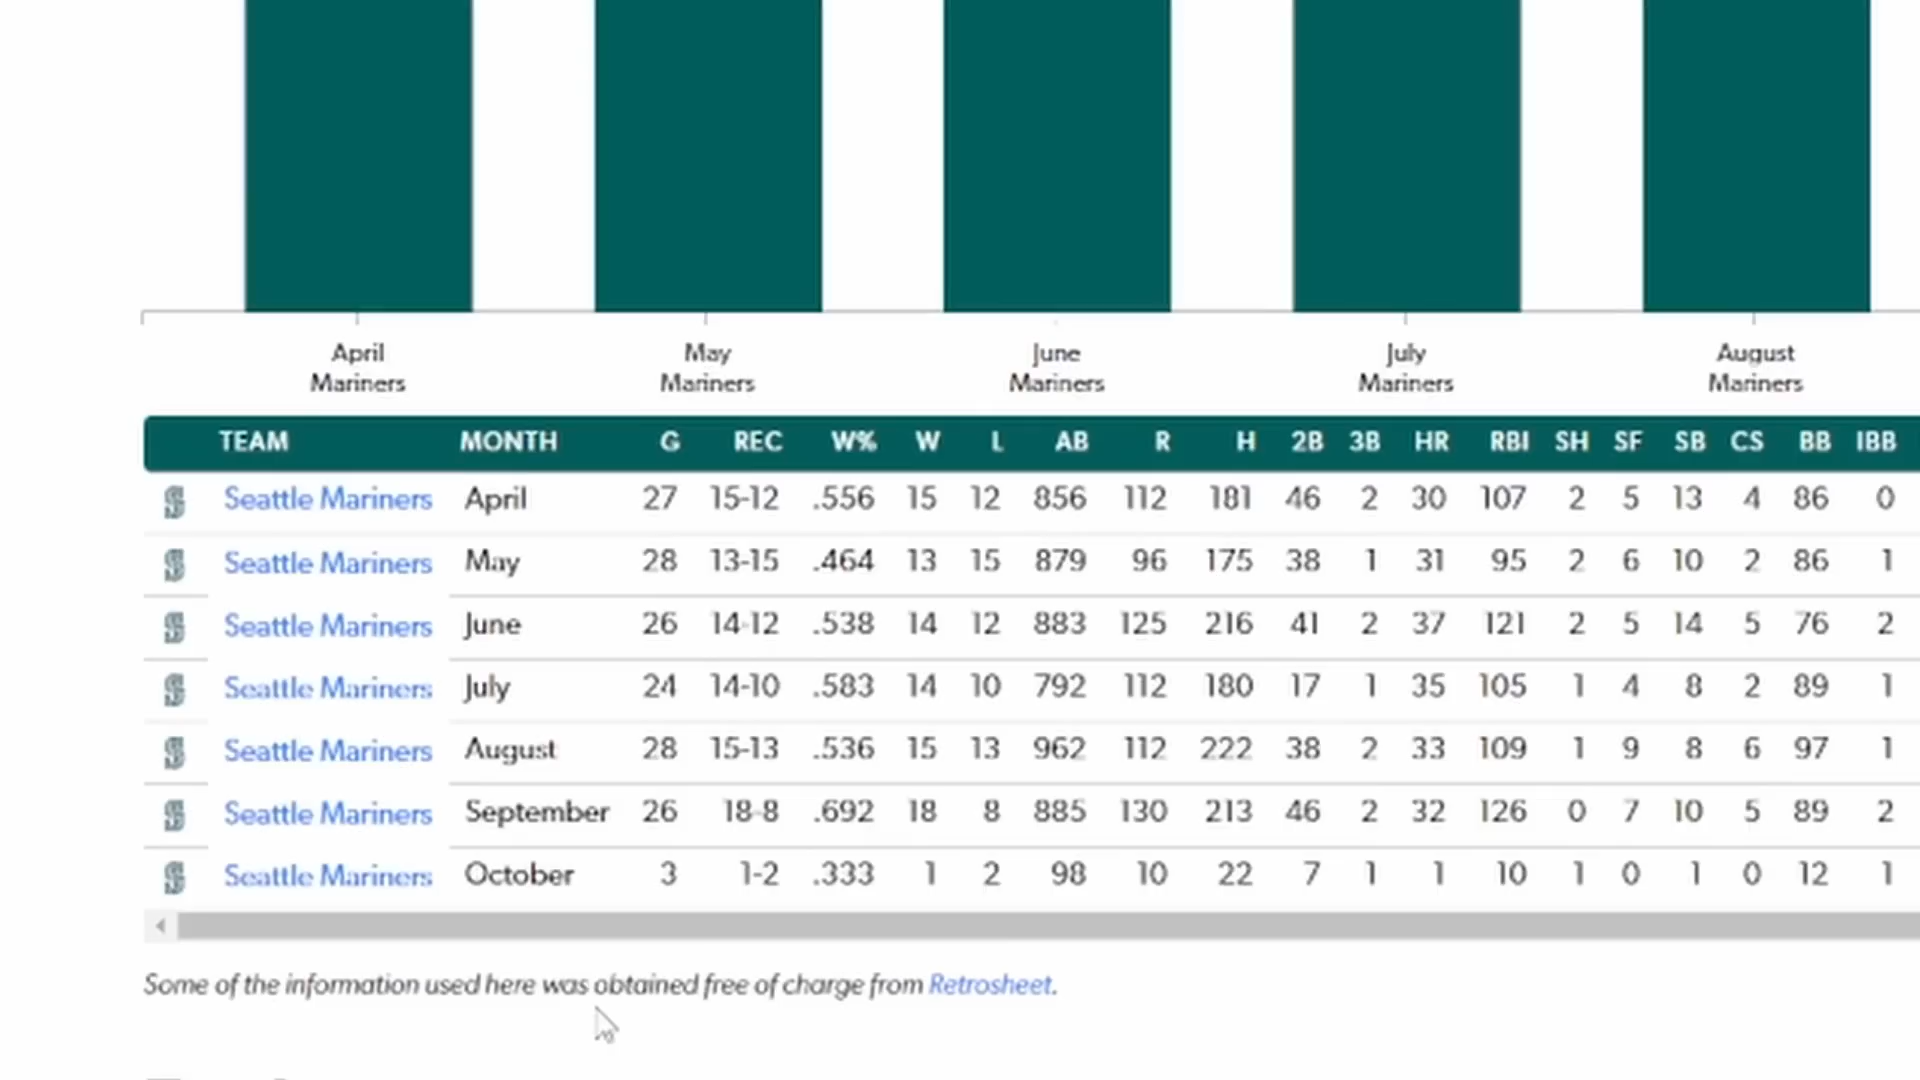 April May June July August
Mariners Mariners Mariners Mariners Mariners
TEAM MONTH G REC W% W L AB R H 2B 3B HR RBI SH SF SB CS BB IBB
Seattle Mariners April 27 15-12 .556 15 12 856 112 181 46 2 30 107 2 5 13 4 86 0
Seattle Mariners May 28 13-15 .464 13 15 879 96 175 38 1 31 95 2 6 10 2 86 1
Seattle Mariners June 26 14-12 .538 14 12 883 125 216 41 2 37 121 2 5 14 5 76 2
Seattle Mariners July 24 14-10 .583 14 10 792 112 180 17 1 35 105 1 4 8 2 89 1
Seattle Mariners August 28 15-13 .536 15 13 962 112 222 38 2 33 109 1 9 8 6 97 1
Seattle Mariners September 26 18-8 .692 18 8 885 130 213 46 2 32 126 0 7 10 5 89 2
Seattle Mariners October 3 1-2 .333 1 2 98 10 22 7 1 1 10 1 0 1 0 12 1
Some of the information used here was obtained free of charge from Retrosheet.